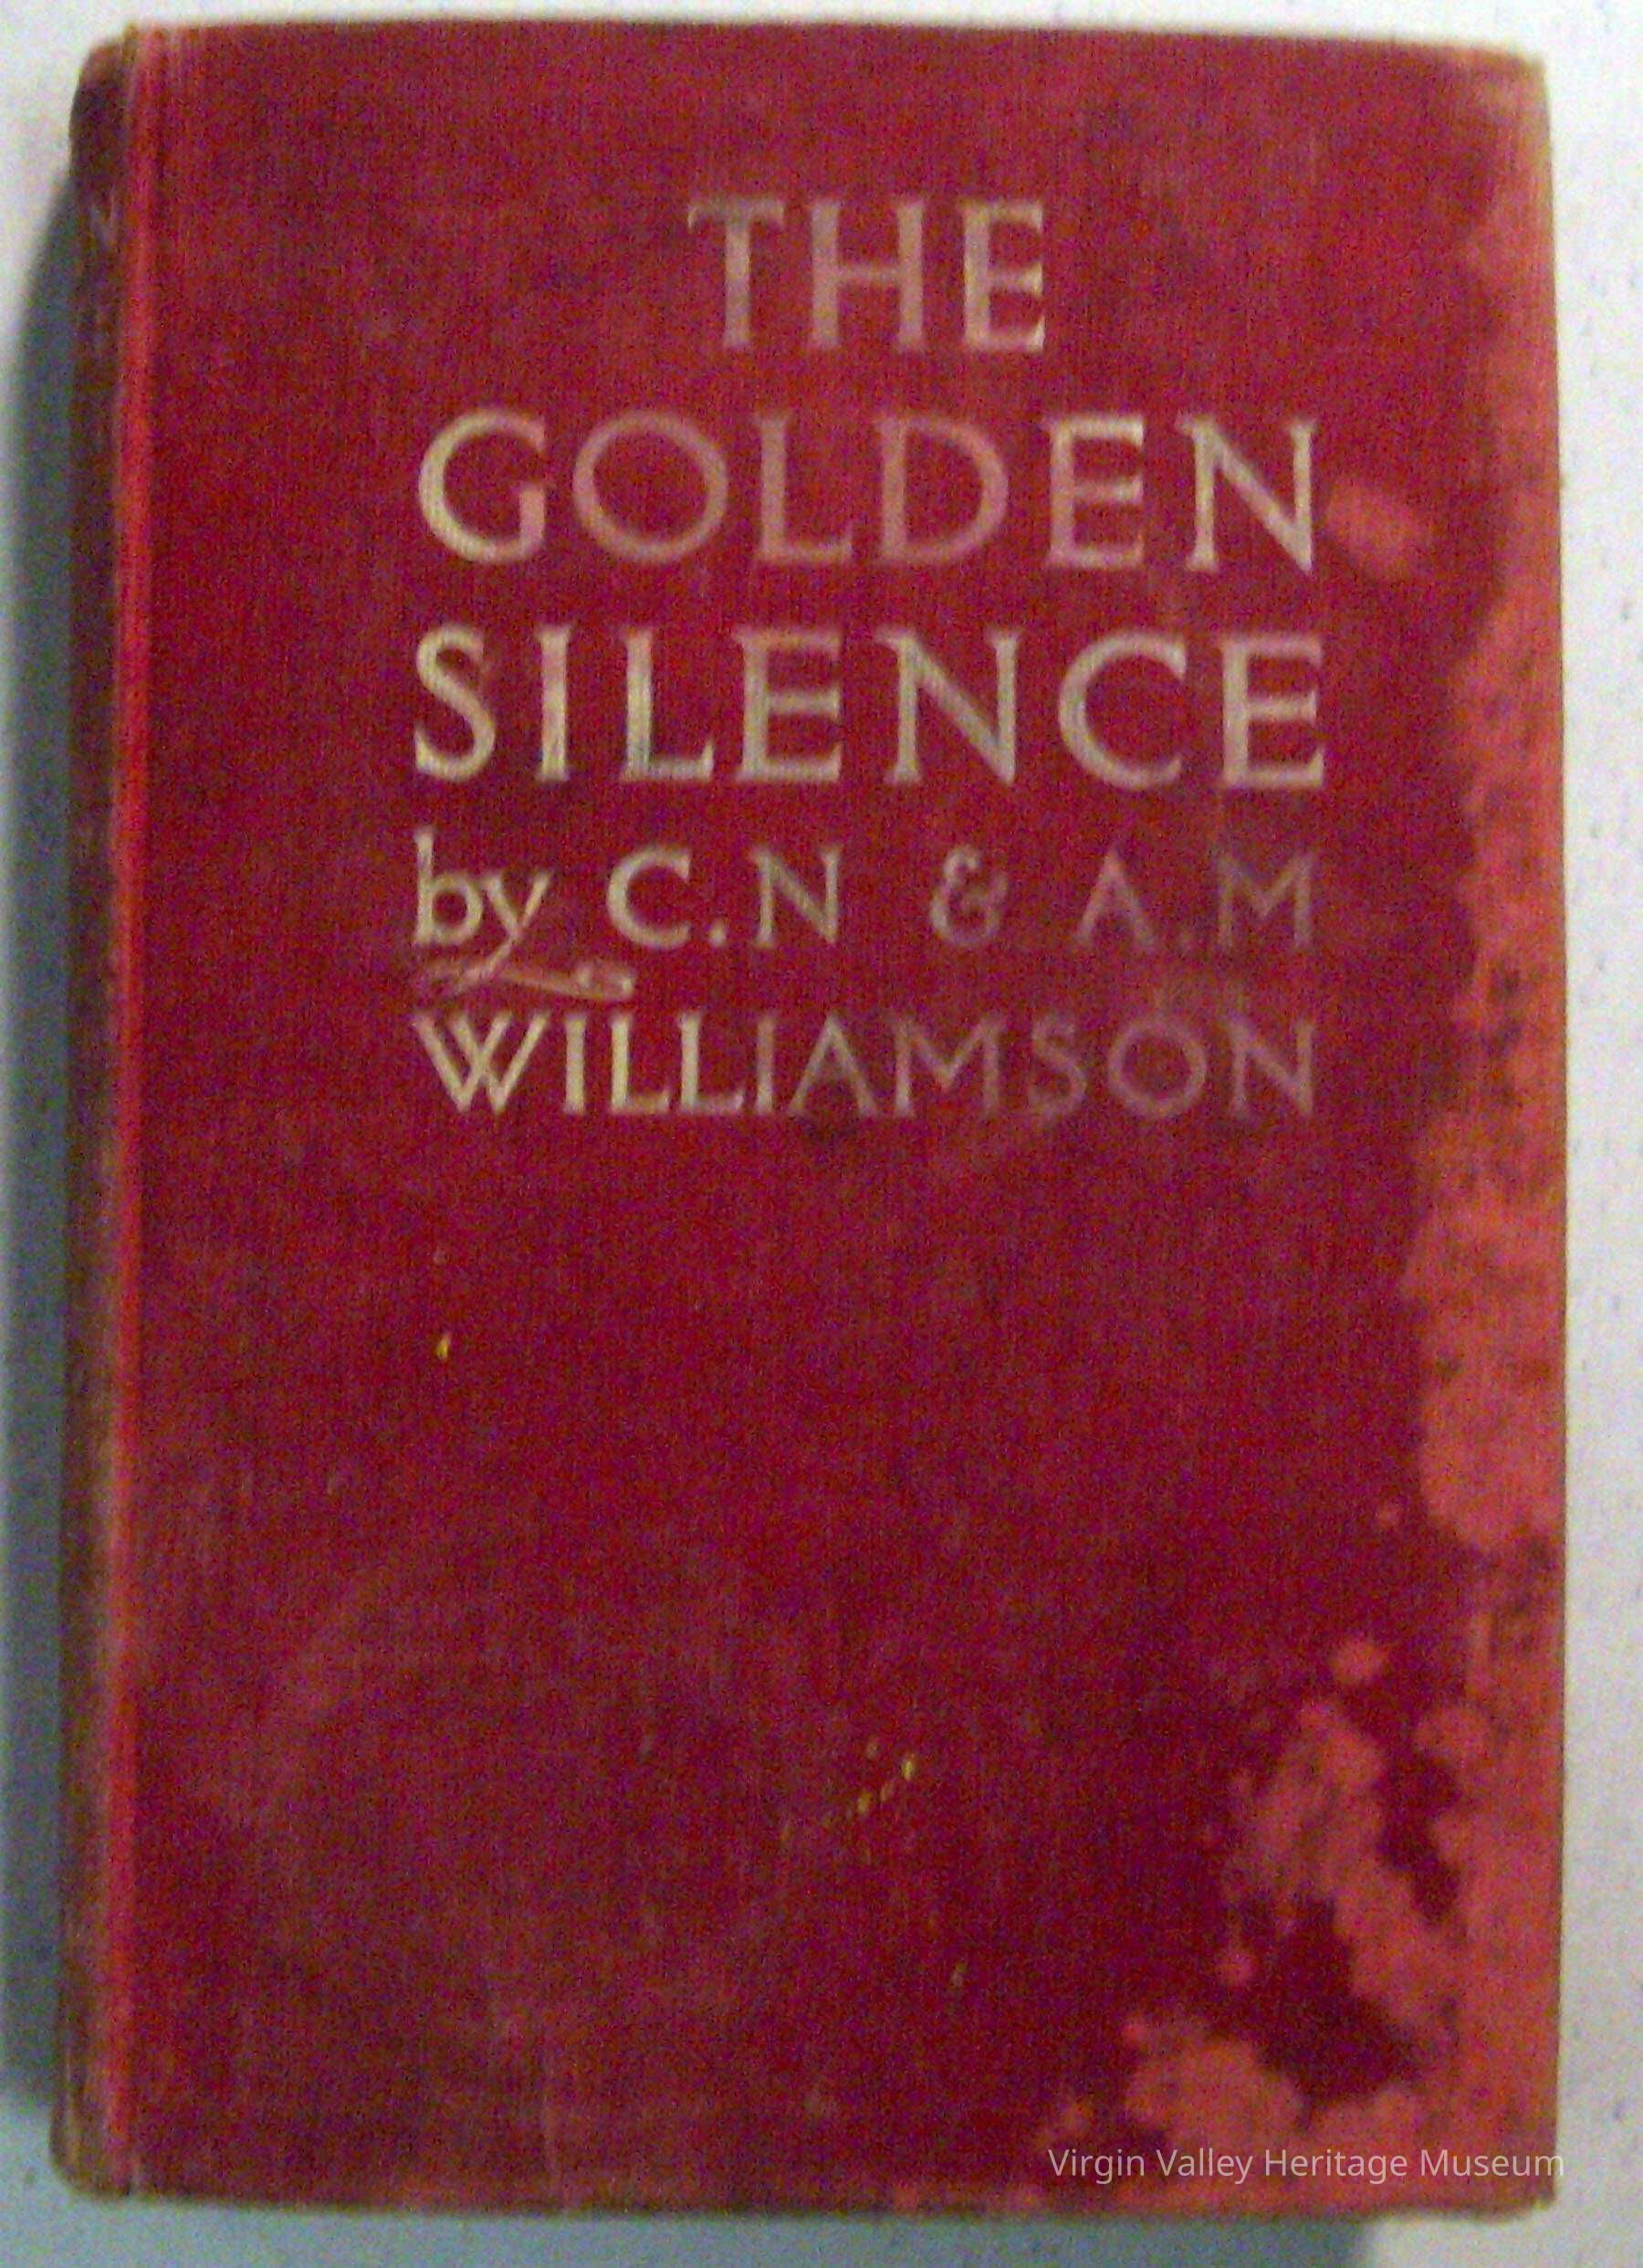 THE
GOLDEN
SILENCE
by C.N & A.M
WILLIAMSON
Virgin Valley Heritage Museum